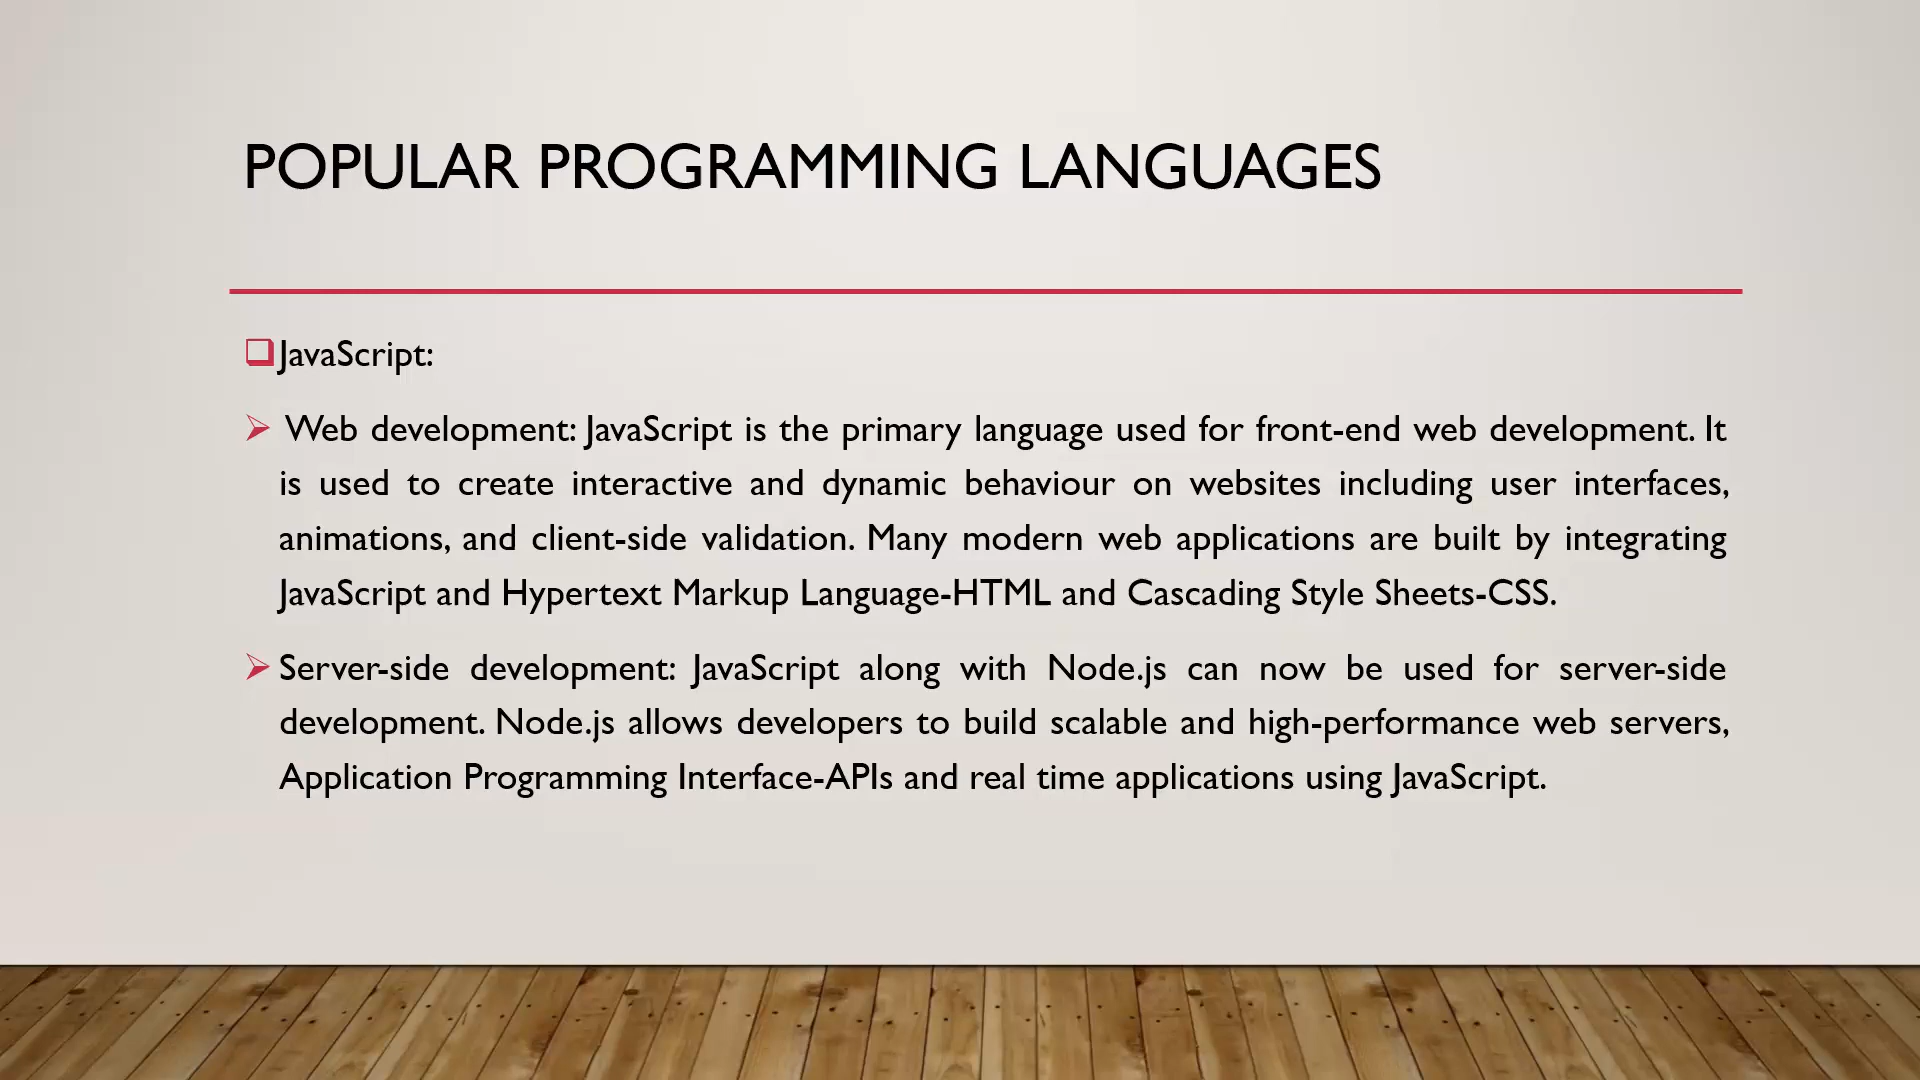 POPULAR PROGRAMMING LANGUAGES
JavaScript:
Web development: JavaScript is the primary language used for front-end web development. It
is used to create interactive and dynamic behaviour on websites including user interfaces,
animations, and client-side validation. Many modern web applications are built by integrating
JavaScript and Hypertext Markup Language-HTML and Cascading Style Sheets-CSS.
Server-side development: JavaScript along with Node.js can now be used for server-side
development. Node.js allows developers to build scalable and high-performance web servers,
Application Programming Interface-APIs and real time applications using JavaScript.